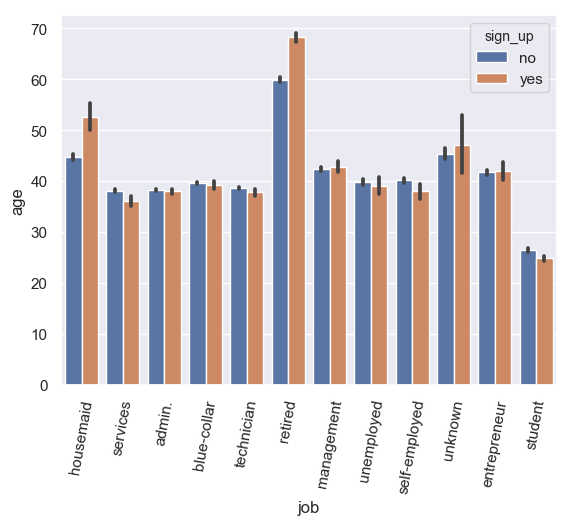 70
60
50
40
30
20
10
0
age
sign_up
no
yes
housemaid
services
admin.
blue-collar
technician
retired
management
unemployed
self-employed
unknown
entrepreneur
student
job